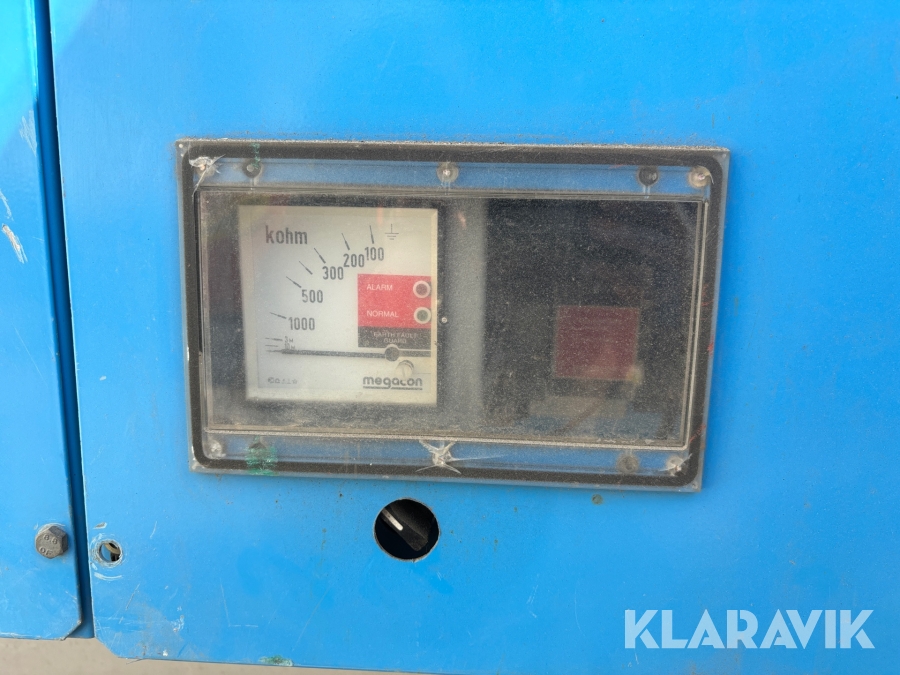 kohm
100
200
300
500
1000
ALARM
NORMAL
EARTH FAULT
GUARD
megacon
KLARAVIK